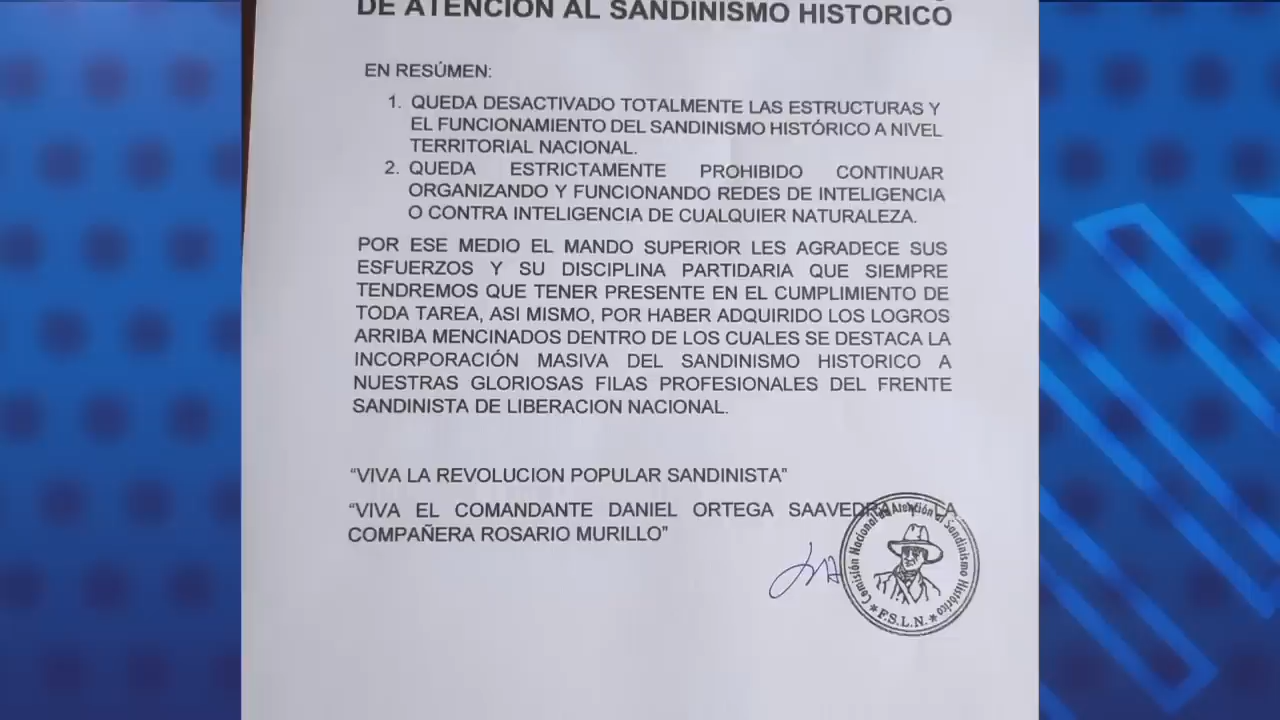 DE ATENCIÓN AL SANDINISMO HISTORICO
EN RESÚMEN:
1. QUEDA DESACTIVADO TOTALMENTE LAS ESTRUCTURAS Y
EL FUNCIONAMIENTO DEL SANDINISMO HISTÓRICO A NIVEL
TERRITORIAL NACIONAL.
2. QUEDA ESTRICTAMENTE PROHIBIDO CONTINUAR
ORGANIZANDO Y FUNCIONANDO REDES DE INTELIGENCIA
O CONTRA INTELIGENCIA DE CUALQUIER NATURALEZA.
POR ESE MEDIO EL MANDO SUPERIOR LES AGRADECE SUS
ESFUERZOS Y SU DISCIPLINA PARTIDARIA QUE SIEMPRE
TENDREMOS QUE TENER PRESENTE EN EL CUMPLIMIENTO DE
TODA TAREA, ASI MISMO, POR HABER ADQUIRIDO LOS LOGROS
ARRIBA MENCINADOS DENTRO DE LOS CUALES SE DESTACA LA
INCORPORACIÓN MASIVA DEL SANDINISMO HISTORICO A
NUESTRAS GLORIOSAS FILAS PROFESIONALES DEL FRENTE
SANDINISTA DE LIBERACION NACIONAL.
“VIVA LA REVOLUCION POPULAR SANDINISTA”
“VIVA EL COMANDANTE DANIEL ORTEGA SAAVEDRA LA
COMPAÑERA ROSARIO MURILLO”
Comisión Nacional de Atención al Sandinismo Histórico
* F.S.L.N. *